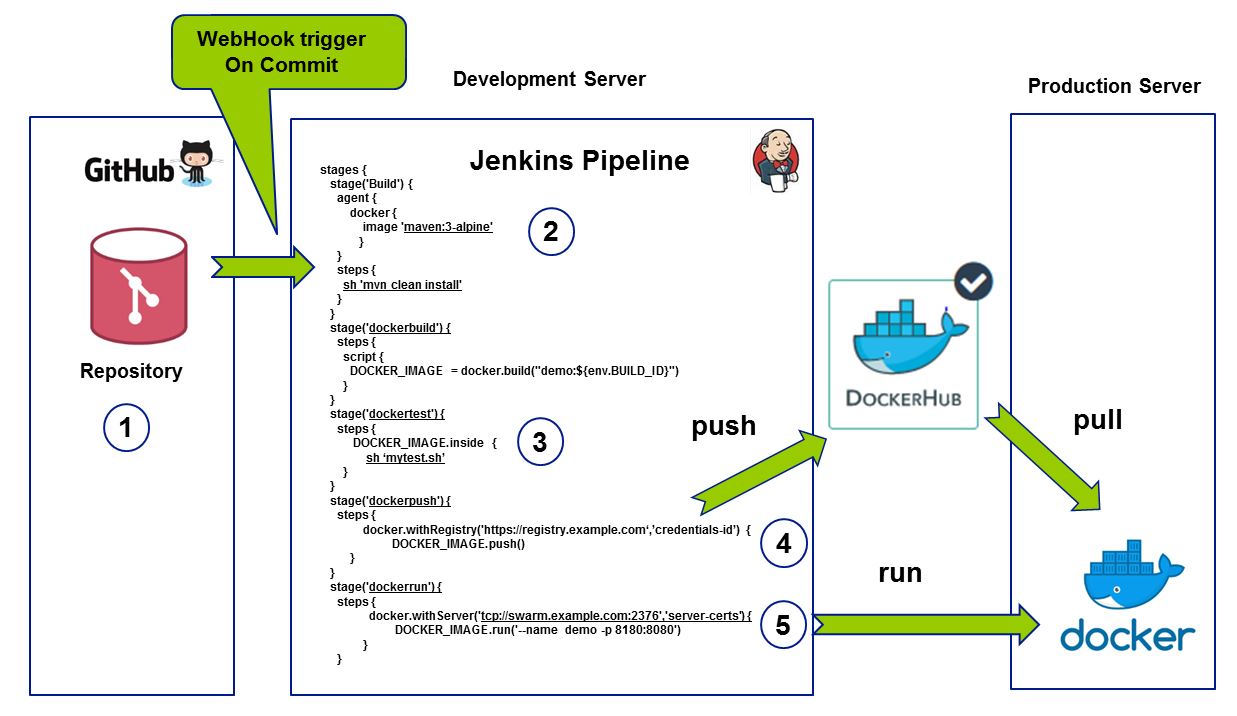 WebHook trigger
On Commit
Development Server
Production Server
GitHub
Repository
1
Jenkins Pipeline
stages {
stage('Build') {
agent {
docker {
image 'maven:3-alpine'
}
}
steps {
sh 'mvn clean install'
}
}
stage('dockerbuild') {
steps {
script {
DOCKER_IMAGE = docker.build("demo:${env.BUILD_ID}")
}
}
stage('dockertest') {
steps {
DOCKER_IMAGE.inside {
sh ‘mytest.sh’
}
}
stage('dockerpush') {
steps {
docker.withRegistry('https://registry.example.com‘,’credentials-id’) {
DOCKER_IMAGE.push()
}
}
stage('dockerrun') {
steps {
docker.withServer('tcp://swarm.example.com:2376','server-certs') {
DOCKER_IMAGE.run('--name demo -p 8180:8080')
}
}
2
3
4
5
push
DOCKERHUB
pull
run
docker